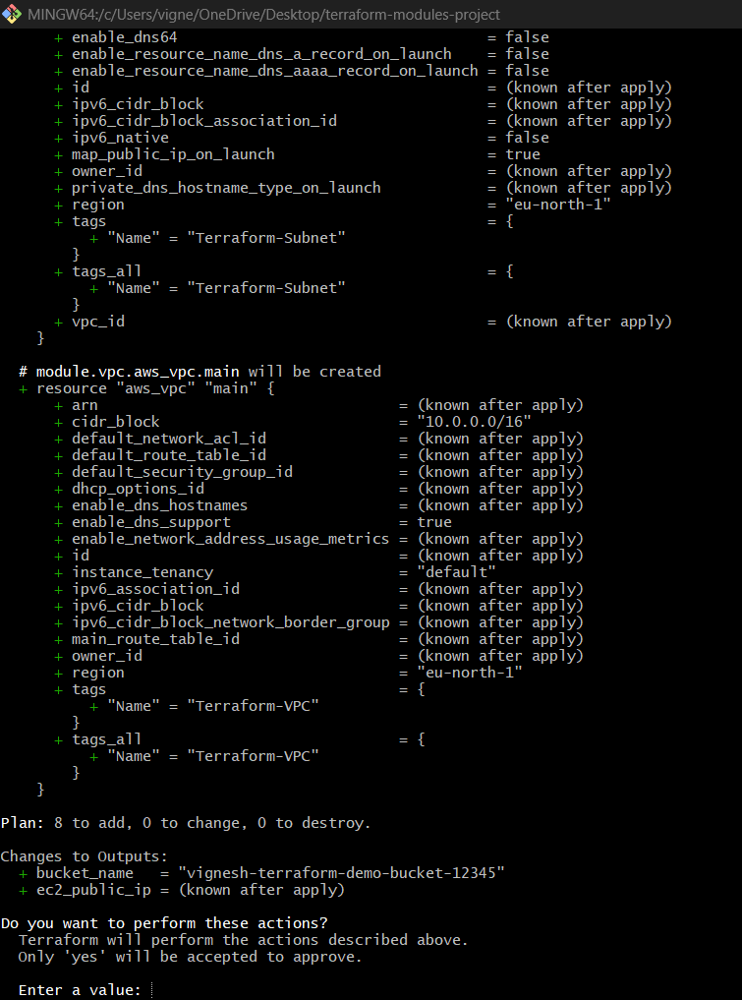 MINGW64:/c/Users/vigne/OneDrive/Desktop/terraform-modules-project
      + enable_dns64                                   = false
      + enable_resource_name_dns_a_record_on_launch    = false
      + enable_resource_name_dns_aaaa_record_on_launch = false
      + id                                             = (known after apply)
      + ipv6_cidr_block                                = (known after apply)
      + ipv6_cidr_block_association_id                 = (known after apply)
      + ipv6_native                                    = false
      + map_public_ip_on_launch                        = true
      + owner_id                                       = (known after apply)
      + private_dns_hostname_type_on_launch            = (known after apply)
      + region                                         = "eu-north-1"
      + tags                                           = {
          + "Name" = "Terraform-Subnet"
        }
      + tags_all                                       = {
          + "Name" = "Terraform-Subnet"
        }
      + vpc_id                                         = (known after apply)
    }

  # module.vpc.aws_vpc.main will be created
  + resource "aws_vpc" "main" {
      + arn                                  = (known after apply)
      + cidr_block                           = "10.0.0.0/16"
      + default_network_acl_id               = (known after apply)
      + default_route_table_id               = (known after apply)
      + default_security_group_id            = (known after apply)
      + dhcp_options_id                      = (known after apply)
      + enable_dns_hostnames                 = (known after apply)
      + enable_dns_support                   = true
      + enable_network_address_usage_metrics = (known after apply)
      + id                                   = (known after apply)
      + instance_tenancy                     = "default"
      + ipv6_association_id                  = (known after apply)
      + ipv6_cidr_block                      = (known after apply)
      + ipv6_cidr_block_network_border_group = (known after apply)
      + main_route_table_id                  = (known after apply)
      + owner_id                             = (known after apply)
      + region                               = "eu-north-1"
      + tags                                 = {
          + "Name" = "Terraform-VPC"
        }
      + tags_all                             = {
          + "Name" = "Terraform-VPC"
        }
    }

Plan: 8 to add, 0 to change, 0 to destroy.

Changes to Outputs:
  + bucket_name   = "vignesh-terraform-demo-bucket-12345"
  + ec2_public_ip = (known after apply)

Do you want to perform these actions?
  Terraform will perform the actions described above.
  Only 'yes' will be accepted to approve.

  Enter a value: